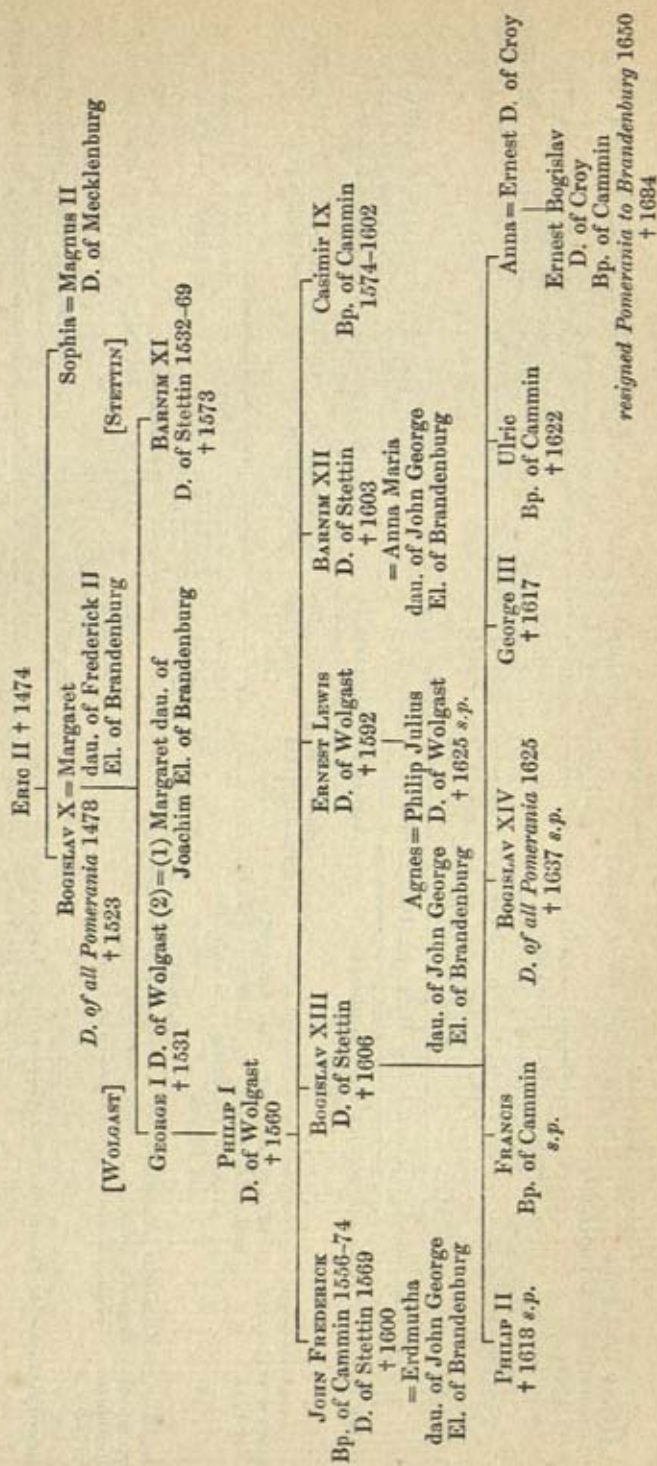 ERIC II † 1474
BOGISLAV X = Margaret
D. of all Pomerania 1478
† 1523
dau. of Frederick II
El. of Brandenburg
Sophia = Magnus II
D. of Mecklenburg
[WOLGAST]
[STETTIN]
GEORGE I D. of Wolgast (2) = (1) Margaret dau. of
† 1531
Joachim El. of Brandenburg
BARNIM XI
D. of Stettin 1532–69
† 1573
PHILIP I
D. of Wolgast
† 1560
JOHN FREDERICK
Bp. of Cammin 1556–74
D. of Stettin 1569
† 1600
= Erdmutha
dau. of John George
El. of Brandenburg
BOGISLAV XIII
D. of Stettin
† 1606
ERNEST LEWIS
D. of Wolgast
† 1592
BARNIM XII
D. of Stettin
† 1603
= Anna Maria
dau. of John George
El. of Brandenburg
Casimir IX
Bp. of Cammin
1574–1602
Agnes = Philip Julius
dau. of John George
El. of Brandenburg
D. of Wolgast
† 1625 s.p.
PHILIP II
† 1618 s.p.
FRANCIS
Bp. of Cammin
s.p.
BOGISLAV XIV
D. of all Pomerania 1625
† 1637 s.p.
George III
† 1617
Ulric
Bp. of Cammin
† 1622
Anna = Ernest D. of Croy
Ernest Bogislav
D. of Croy
Bp. of Cammin
resigned Pomerania to Brandenburg 1650
† 1684